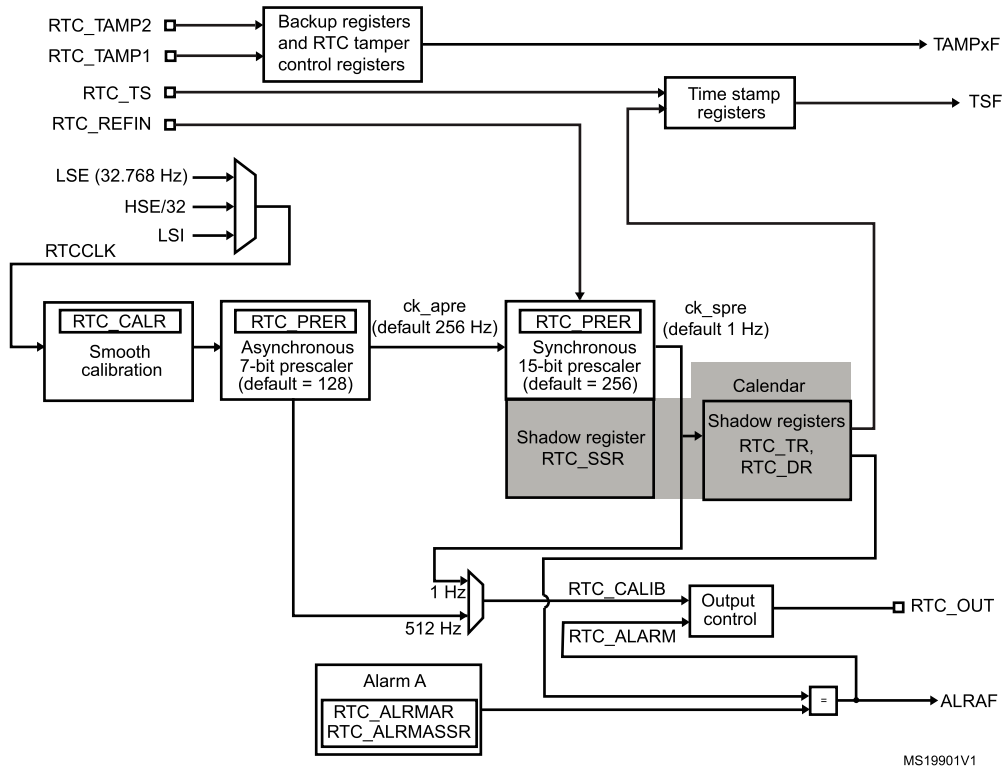 RTC_TAMP2
RTC_TAMP1
Backup registers
and RTC tamper
control registers
TAMPxF
RTC_TS
RTC_REFIN
Time stamp
registers
TSF
LSE (32.768 Hz)
HSE/32
LSI
RTCCLK
RTC_CALR
Smooth
calibration
RTC_PRER
Asynchronous
7-bit prescaler
(default = 128)
ck_apre
(default 256 Hz)
RTC_PRER
Synchronous
15-bit prescaler
(default = 256)
ck_spre
(default 1 Hz)
Calendar
Shadow register
RTC_SSR
Shadow registers
RTC_TR,
RTC_DR
1 Hz
512 Hz
RTC_CALIB
RTC_ALARM
Output
control
RTC_OUT
Alarm A
RTC_ALRMAR
RTC_ALRMASSR
=
ALRAF
MS19901V1